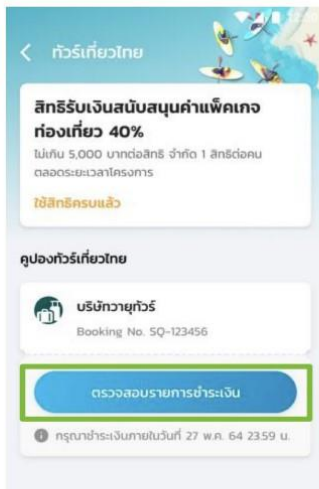 ทัวร์เที่ยวไทย
สิทธิรับเงินสนับสนุนค่าแพ็คเกจ
ท่องเที่ยว 40%
ไม่เกิน 5,000 บาทต่อสิทธิ จำกัด 1 สิทธิต่อคน
ตลอดระยะเวลาโครงการ
ใช้สิทธิครบแล้ว
คูปองทัวร์เที่ยวไทย
บริษัทวายุทัวร์
Booking No. SQ-123456
ตรวจสอบรายการชำระเงิน
กรุณาชำระเงินภายในวันที่ 27 พ.ค. 64 23.59 น.